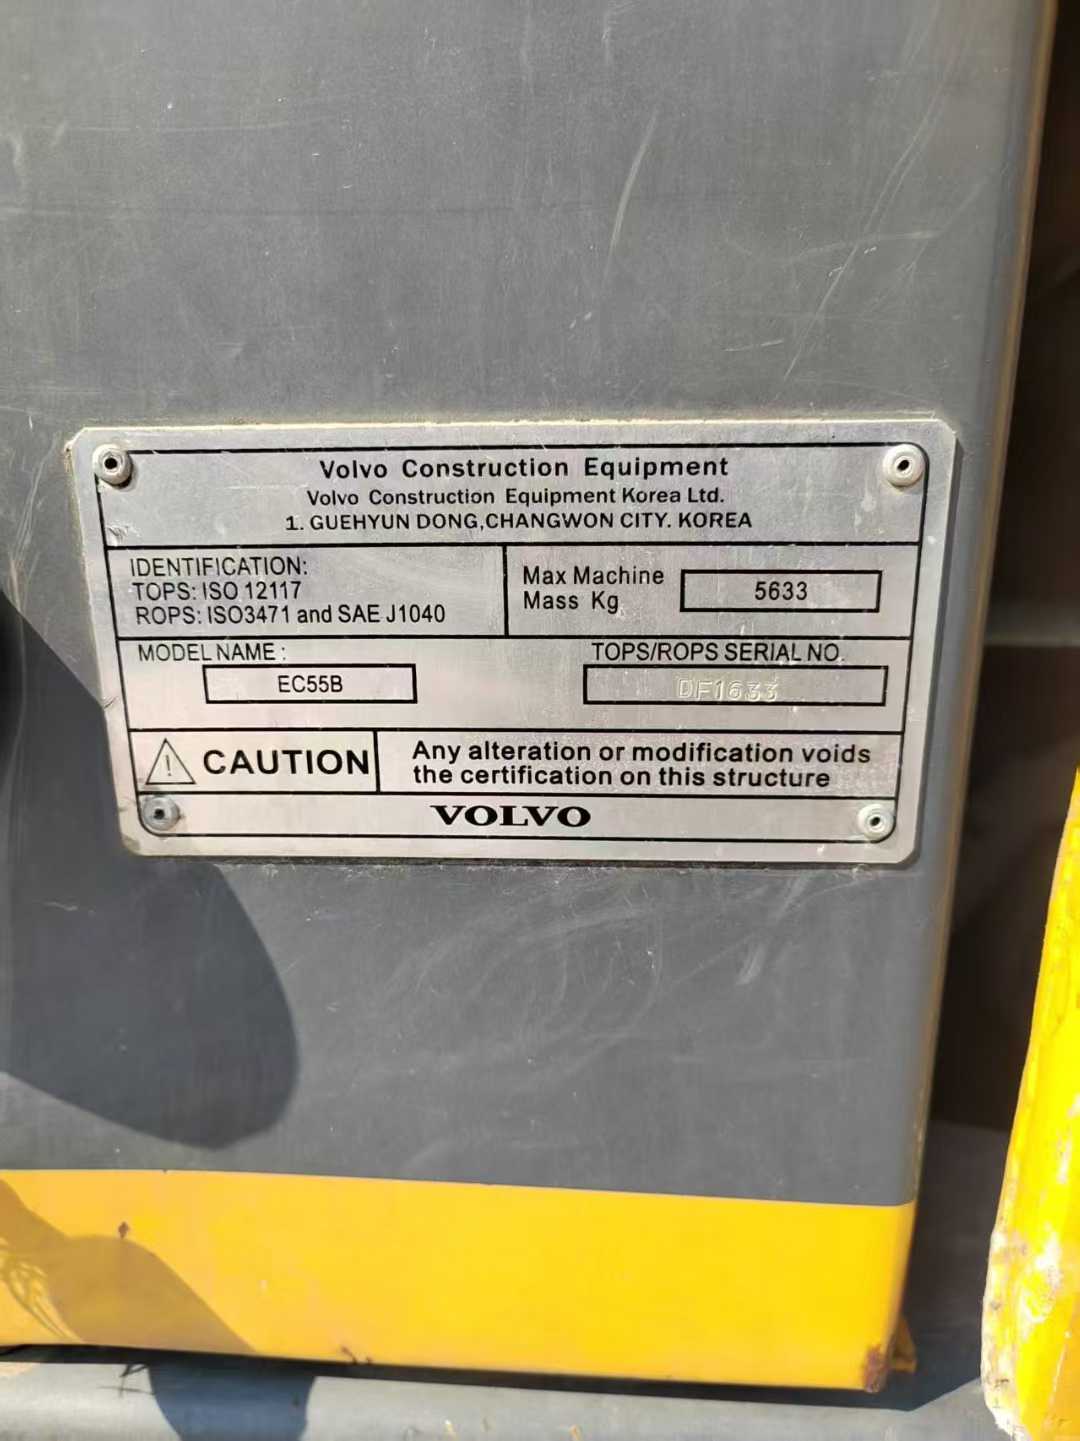 Volvo Construction Equipment
Volvo Construction Equipment Korea Ltd.
1. GUEHYUN DONG,CHANGWON CITY. KOREA
IDENTIFICATION:
TOPS: ISO 12117
ROPS: ISO3471 and SAE J1040
Max Machine
Mass Kg
5633
MODEL NAME :
EC55B
TOPS/ROPS SERIAL NO.
DF1633
CAUTION
Any alteration or modification voids
the certification on this structure
VOLVO